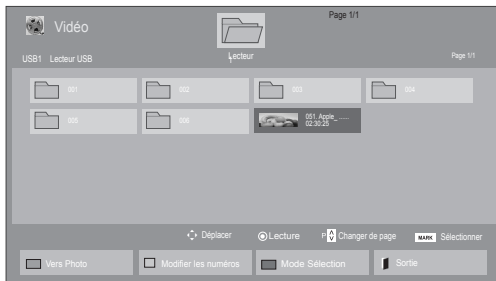 Vidéo
Page 1/1
Lecteur
USB1 Lecteur USB
Page 1/1
001
002
003
004
005
006
051. Apple_ ......
02:30:25
Déplacer
Lecture
P Changer de page
MARK Sélectionner
Vers Photo
Modifier les numéros
Mode Sélection
Sortie